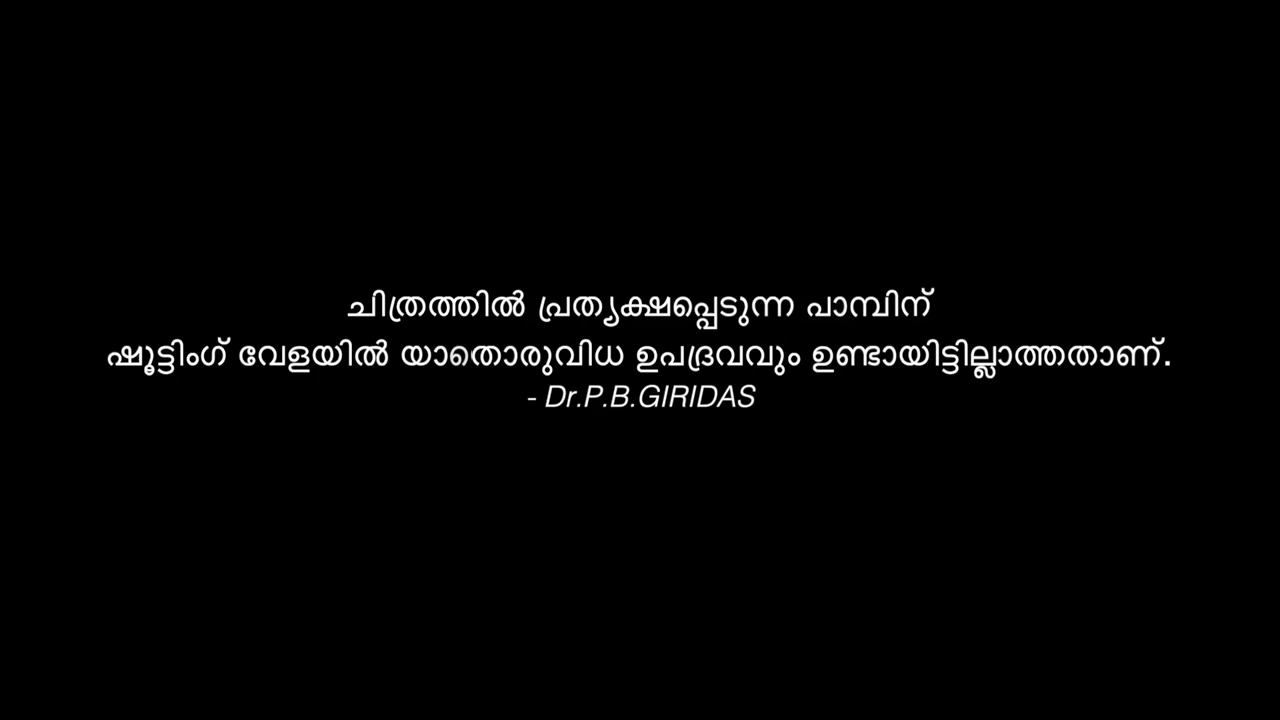 ചിത്രത്തിൽ പ്രത്യക്ഷപ്പെടുന്ന പാമ്പിന്
ഷൂട്ടിംഗ് വേളയിൽ യാതൊരുവിധ ഉപദ്രവവും ഉണ്ടായിട്ടില്ലാത്തതാണ്.
- Dr.P.B.GIRIDAS